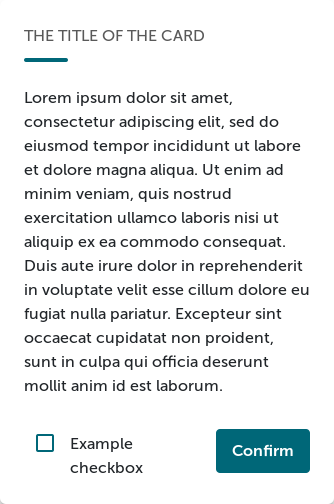 THE TITLE OF THE CARD
Lorem ipsum dolor sit amet,
consectetur adipiscing elit, sed do
eiusmod tempor incididunt ut labore
et dolore magna aliqua. Ut enim ad
minim veniam, quis nostrud
exercitation ullamco laboris nisi ut
aliquip ex ea commodo consequat.
Duis aute irure dolor in reprehenderit
in voluptate velit esse cillum dolore eu
fugiat nulla pariatur. Excepteur sint
occaecat cupidatat non proident,
sunt in culpa qui officia deserunt
mollit anim id est laborum.
Example
checkbox
Confirm